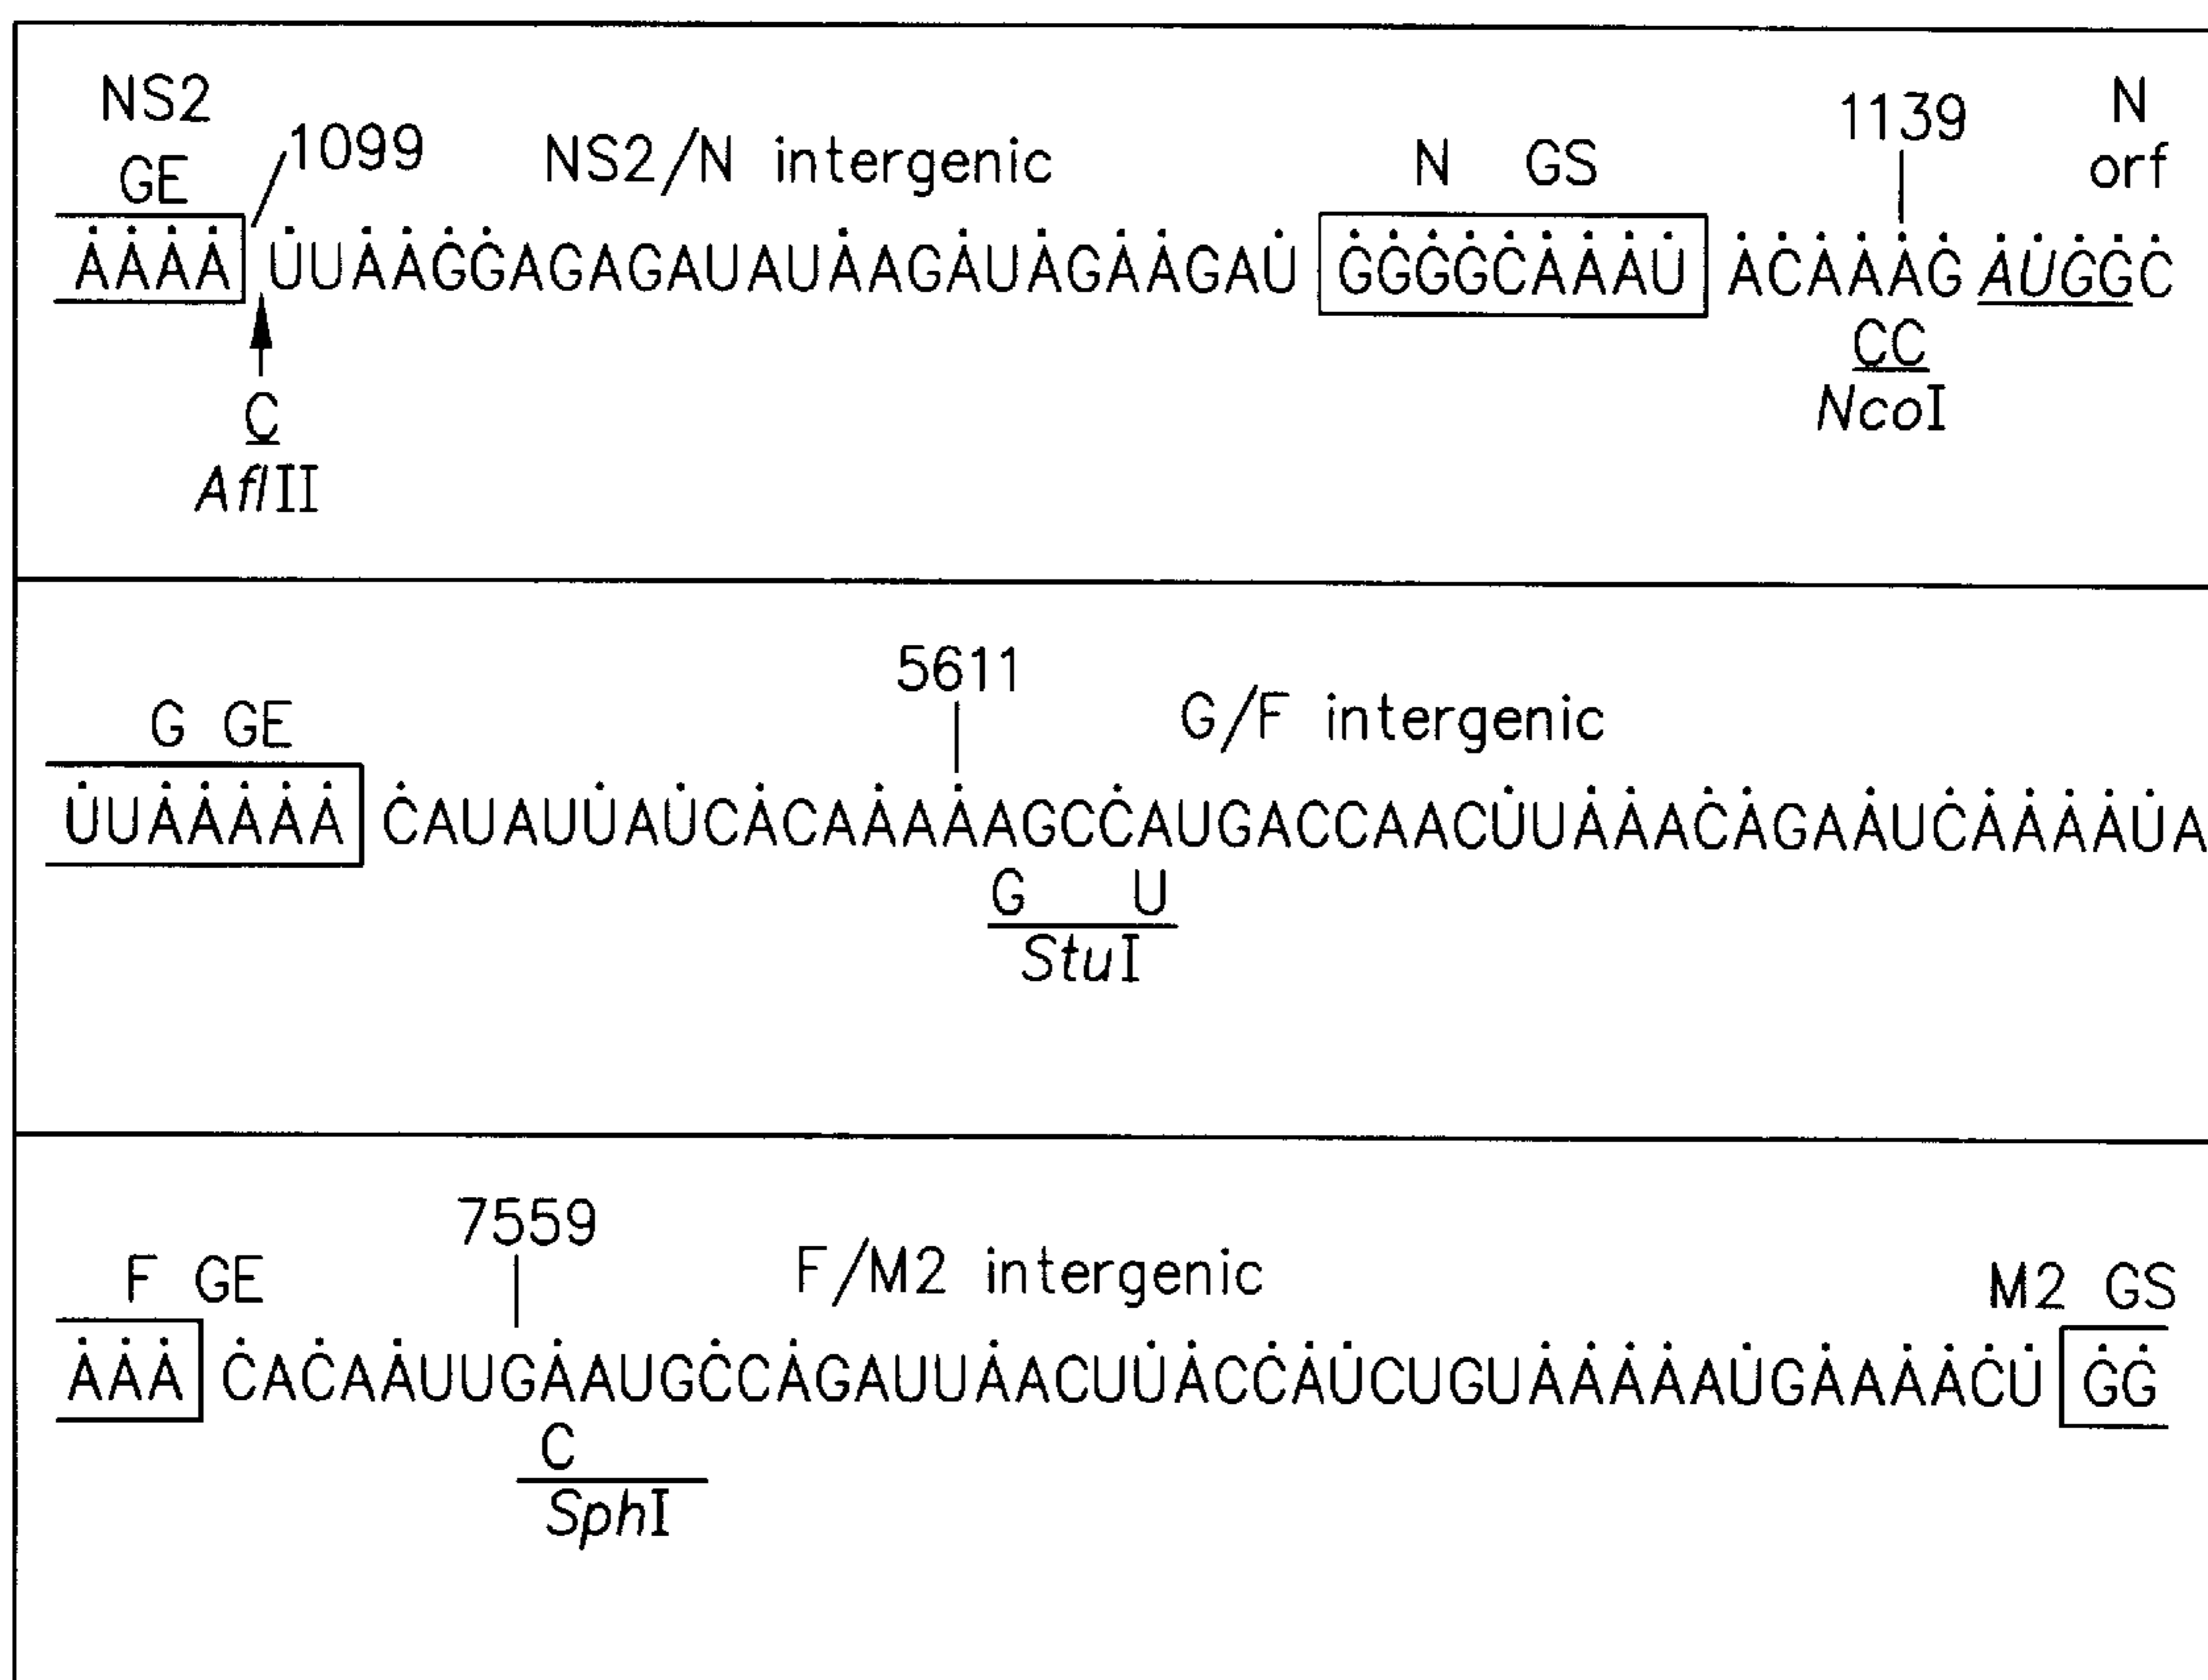 NS2 GE
1099
NS2/N intergenic
N GS
1139
N orf
AAAA UUAAGGAGAGAUAUAAGAUAGAAGAU GGGGCAAAU ACAAAG AUGGC
C
AflII
CC
NcoI
5611
G GE
G/F intergenic
UUAAAAA CAUAUUAUCACAAAAAGCCAUGACCAACUUAAACAGAAUCAAAAUA
G U
StuI
7559
F GE
F/M2 intergenic
M2 GS
AAA CACAAUUGAAUGCCAGAUUAACUUACCAUCUGUAAAAAUGAAAACU GG
C
SphI